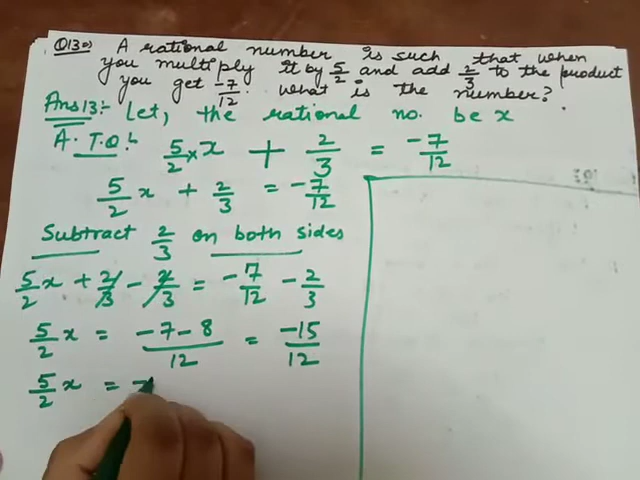 Q13⇒ A rational number is such that when
you multiply it by 5/2 and add 2/3 to the product
you get -7/12. what is the number?
Ans13:- Let, the rational no. be x
A.T.Q!
5/2 × x + 2/3 = -7/12
5/2 x + 2/3 = -7/12
Subtract 2/3 on both sides
5/2 x + 2/3 - 2/3 = -7/12 - 2/3
5/2 x = -7-8/12 = -15/12
5/2 x =